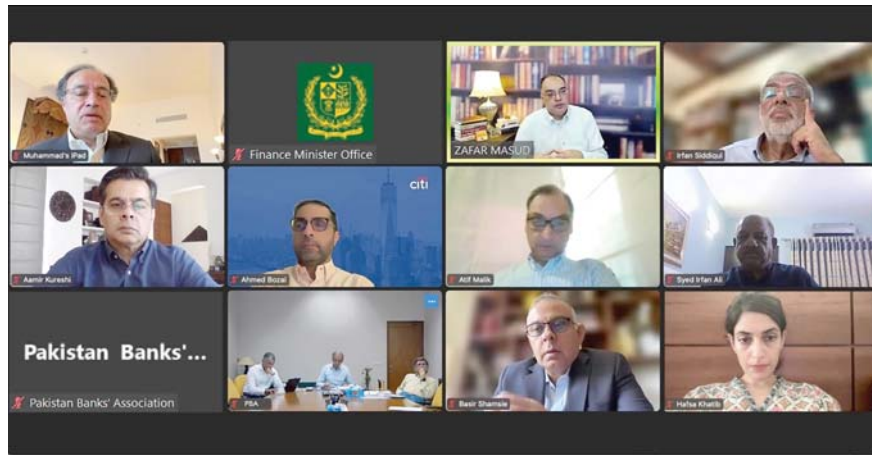 Muhammad's iPad
Finance Minister Office
ZAFAR MASUD
Irfan Siddiqui
Aamir Kureshi
citi
Ahmed Bozai
Atif Malik
Syed Irfan Ali
Pakistan Banks'...
Pakistan Banks' Association
PBA
Basir Shamsie
Hafsa Khatib